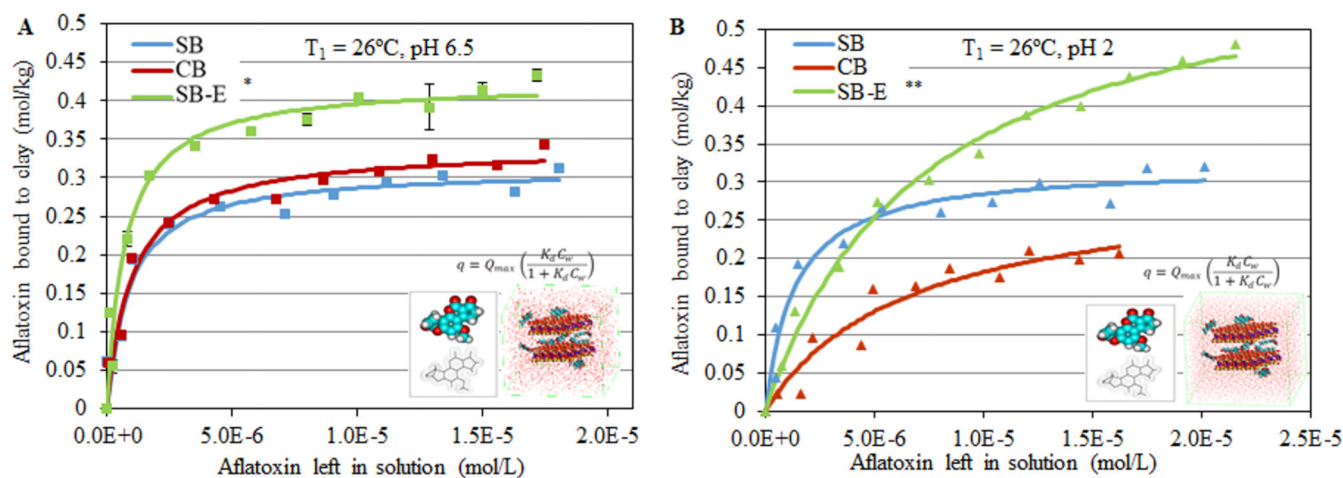 A
T₁ = 26°C, pH 6.5
SB
CB
SB-E
*
Aflatoxin bound to clay (mol/kg)
0.5
0.45
0.4
0.35
0.3
0.25
0.2
0.15
0.1
0.05
0
q = Qmax (KdCw / 1 + KdCw)
0.0E+0 5.0E-6 1.0E-5 1.5E-5 2.0E-5
Aflatoxin left in solution (mol/L)
B
T₁ = 26°C, pH 2
SB
CB
SB-E
**
Aflatoxin bound to clay (mol/kg)
0.5
0.45
0.4
0.35
0.3
0.25
0.2
0.15
0.1
0.05
0
q = Qmax (KdCw / 1 + KdCw)
0.0E+0 5.0E-6 1.0E-5 1.5E-5 2.0E-5 2.5E-5
Aflatoxin left in solution (mol/L)